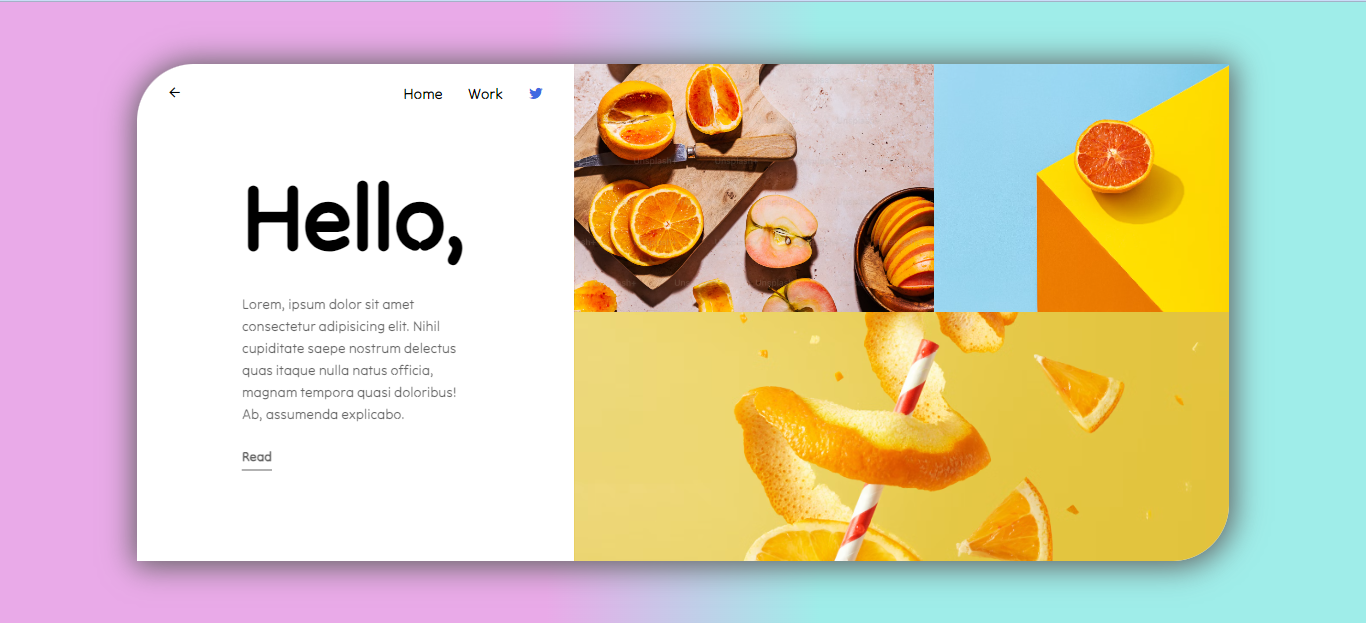 Home Work
Hello,
Lorem, ipsum dolor sit amet
consectetur adipisicing elit. Nihil
cupiditate saepe nostrum delectus
quas itaque nulla natus officia,
magnam tempora quasi doloribus!
Ab, assumenda explicabo.
Read